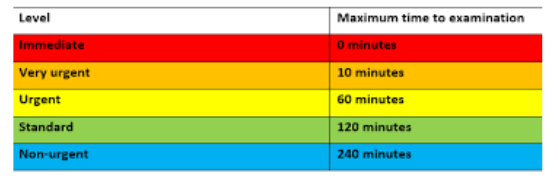 Level Maximum time to examination
Immediate 0 minutes
Very urgent 10 minutes
Urgent 60 minutes
Standard 120 minutes
Non-urgent 240 minutes